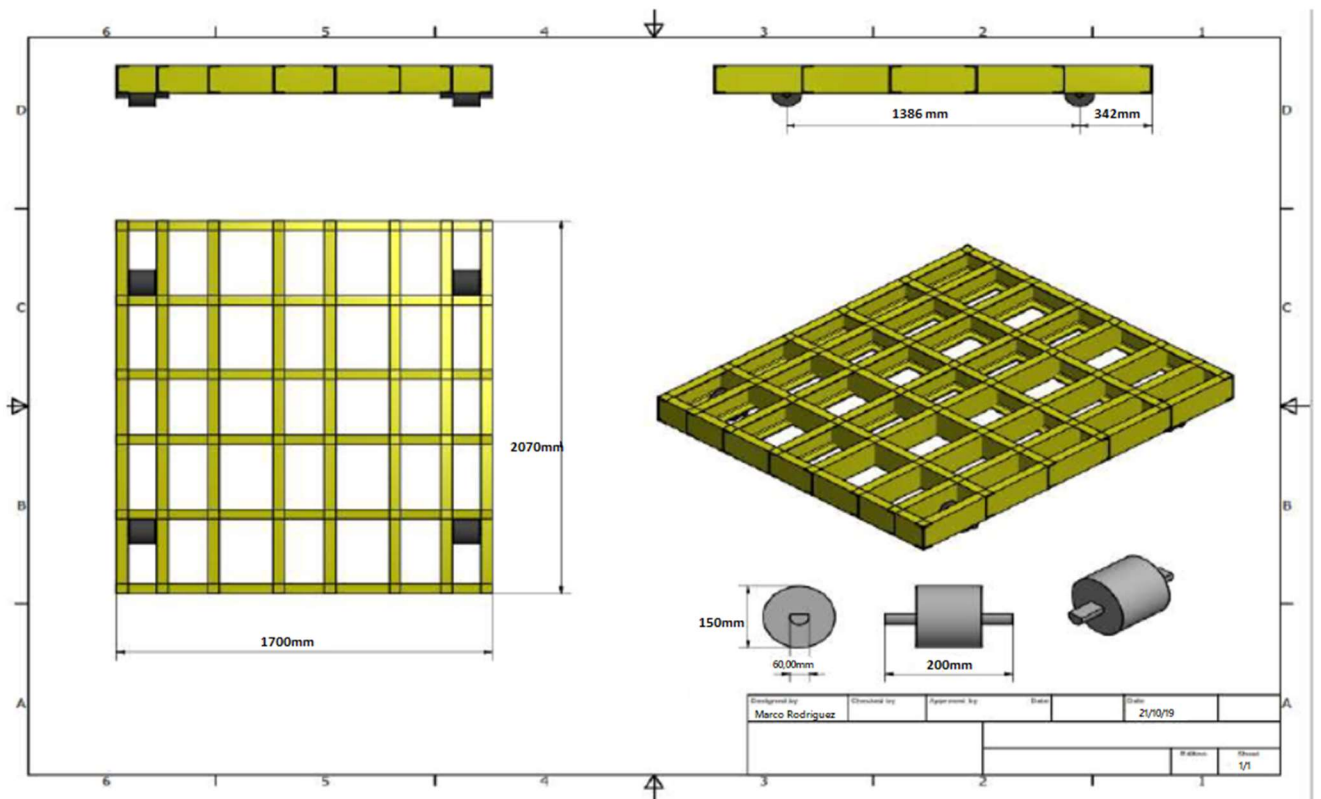 6 5 4 3 2 1
D D
1386 mm 342mm
C C
2070mm
B B
1700mm
150mm
60,00mm
200mm
A A
Designed by Checked by Approved by Date Date
Marco Rodriguez 21/10/19
Edition Sheet
1/1
6 5 4 3 2 1